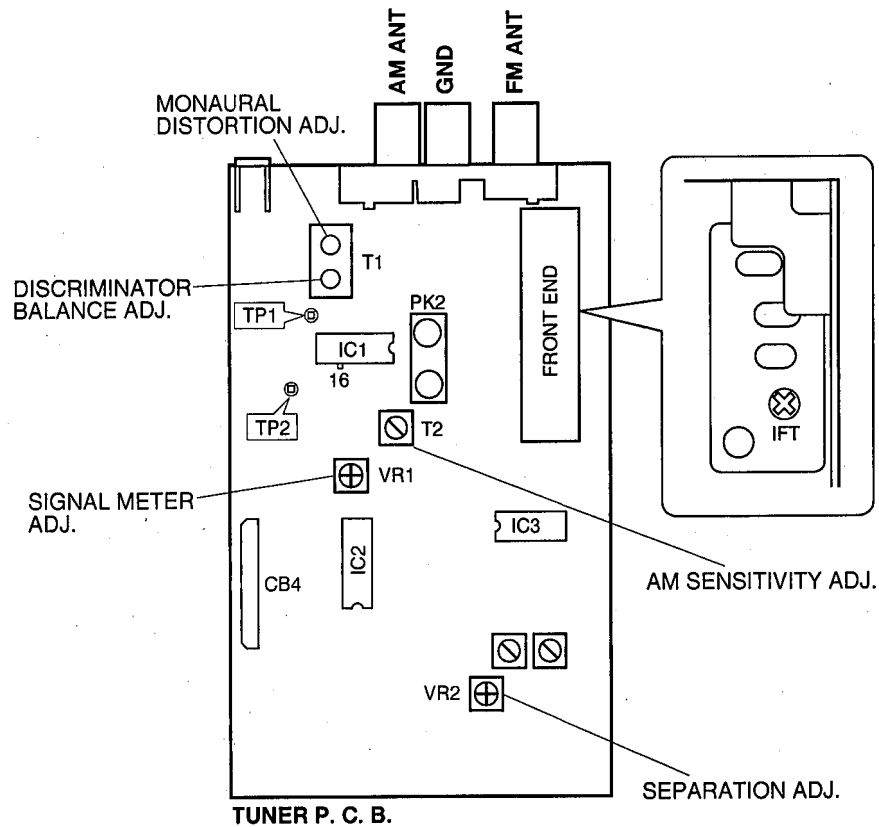 AM ANT
GND
FM ANT
MONAURAL
DISTORTION ADJ.
T1
DISCRIMINATOR
BALANCE ADJ.
TP1
PK2
IC1
16
FRONT END
IFT
TP2
T2
VR1
SIGNAL METER
ADJ.
IC3
IC2
CB4
AM SENSITIVITY ADJ.
VR2
SEPARATION ADJ.
TUNER P. C. B.